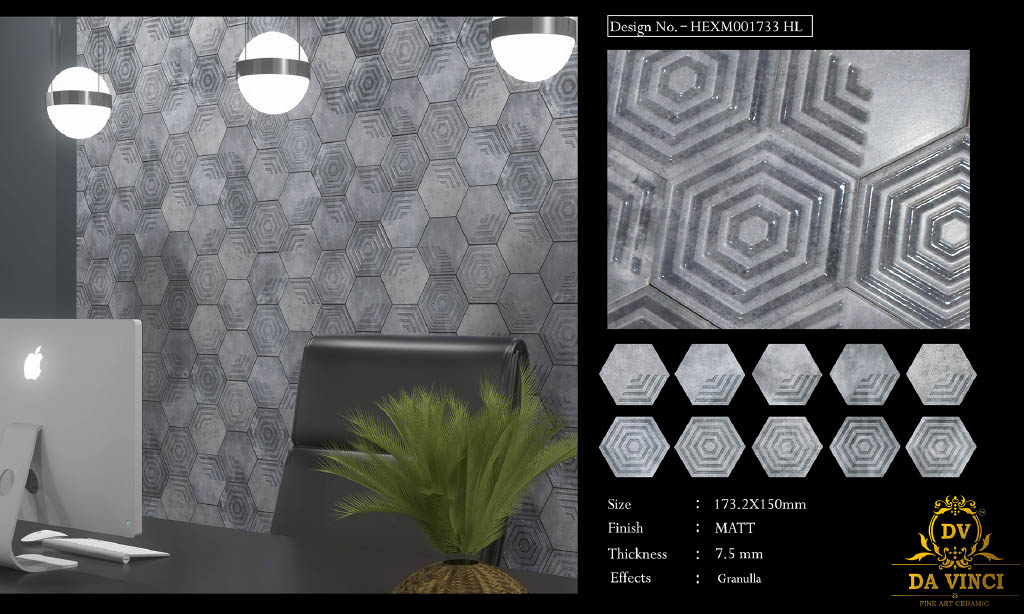 Design No. - HEXM001733 HL
Size : 173.2X150mm
Finish : MATT
Thickness : 7.5 mm
Effects : Granulla
DV
DA VINCI
FINE ART CERAMIC